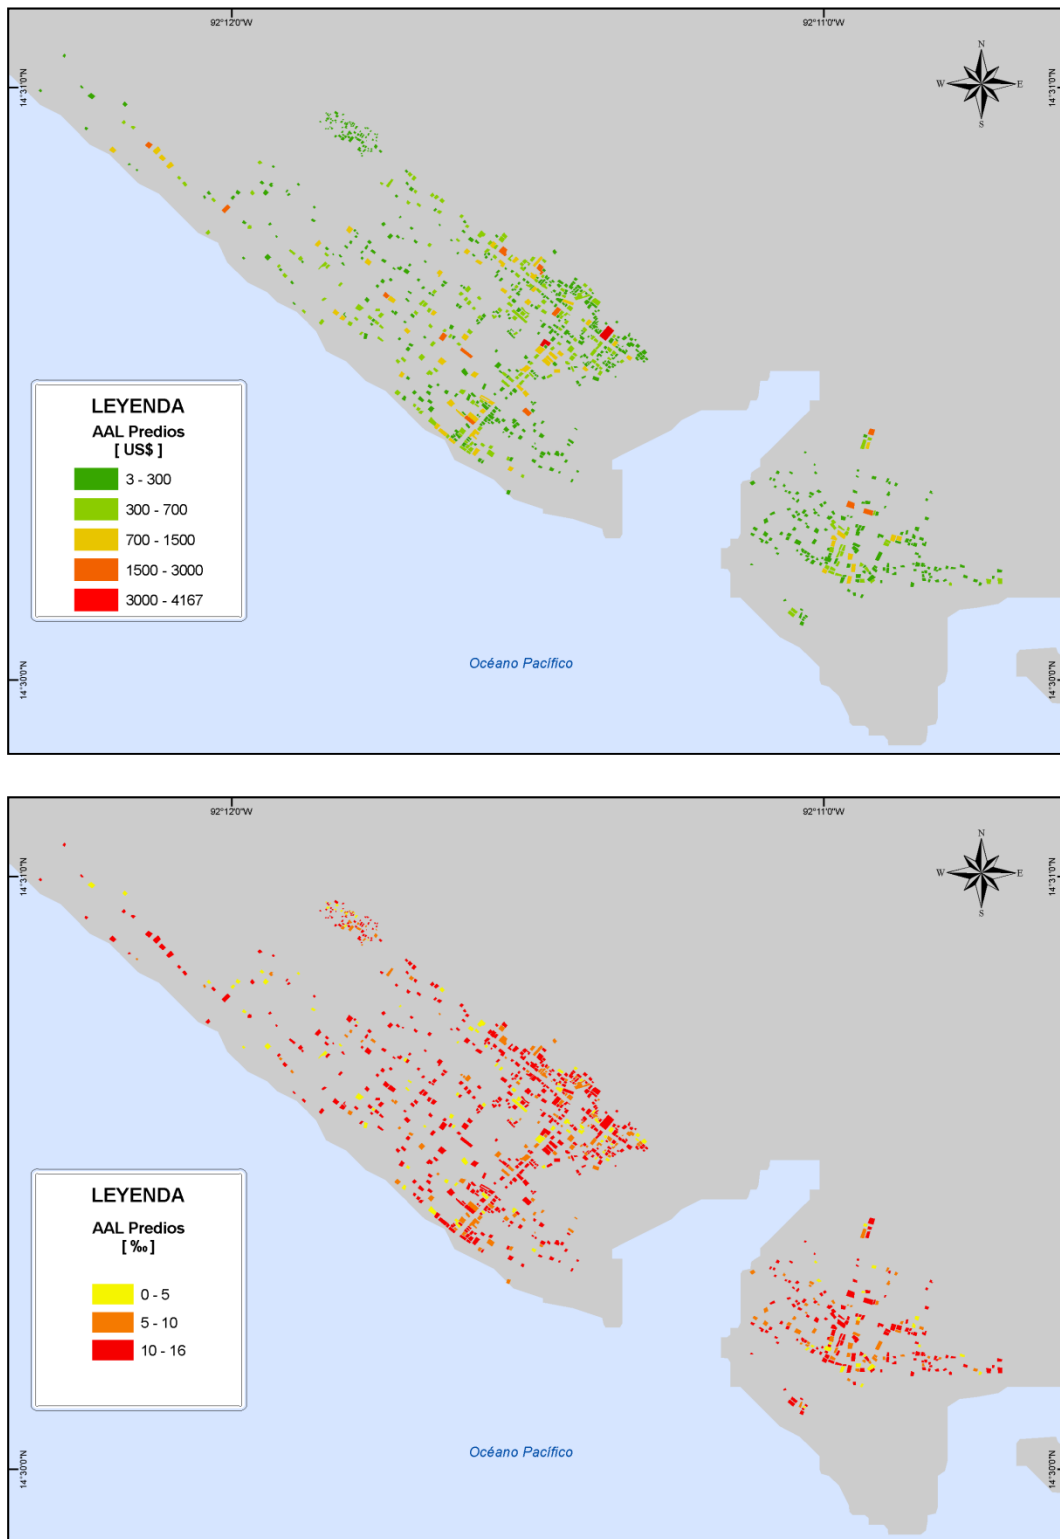 92°12'0"W
92°11'0"W
14°31'0"N
14°31'0"N
N
W
E
S
LEYENDA
AAL Predios
[ US$ ]
3 - 300
300 - 700
700 - 1500
1500 - 3000
3000 - 4167
Océano Pacífico
14°30'0"N
14°30'0"N
92°12'0"W
92°11'0"W
14°31'0"N
14°31'0"N
N
W
E
S
LEYENDA
AAL Predios
[ ‰ ]
0 - 5
5 - 10
10 - 16
Océano Pacífico
14°30'0"N
14°30'0"N